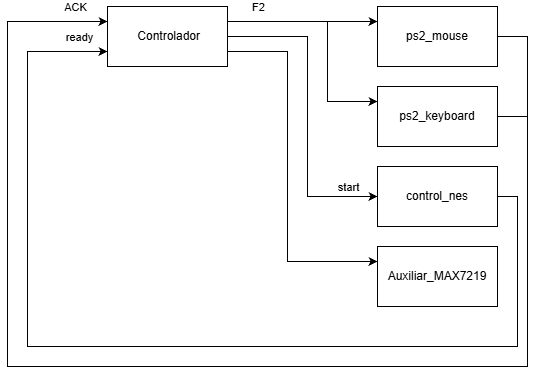 ACK
F2
ready
Controlador
ps2_mouse
ps2_keyboard
start
control_nes
Auxiliar_MAX7219